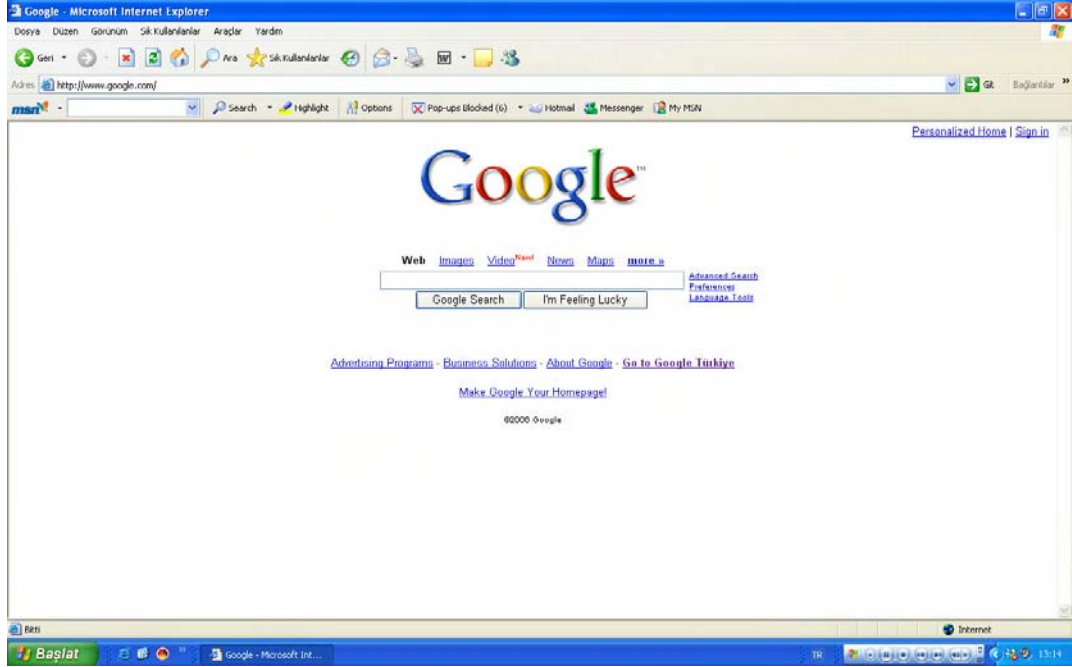 Google - Microsoft Internet Explorer
Dosya Düzen Görünüm Sık Kullanılanlar Araçlar Yardım
Geri Ara Sık Kullanılanlar
Adres http://www.google.com/ Git Bağlantılar »
msn Search Highlight Options Pop-ups Blocked (6) Hotmail Messenger My MSN
Personalized Home | Sign in
Google™
Web Images Video New! News Maps more »
Advanced Search
Preferences
Language Tools
Google Search I'm Feeling Lucky
Advertising Programs - Business Solutions - About Google - Go to Google Türkiye
Make Google Your Homepage!
Google
Bitti Internet
Başlat Google - Microsoft Int... TR 13:14